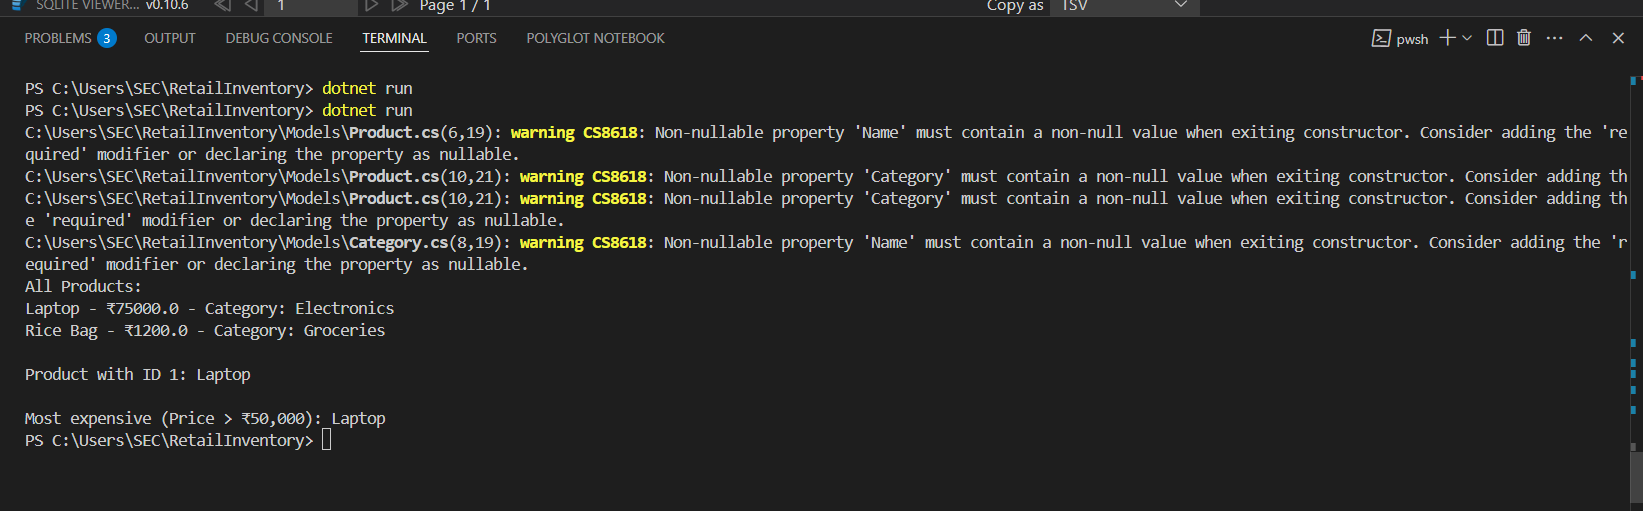 SQLITE VIEWER... v0.10.6 1 Page 1 / 1 Copy as TSV
PROBLEMS 3 OUTPUT DEBUG CONSOLE TERMINAL PORTS POLYGLOT NOTEBOOK pwsh
PS C:\Users\SEC\RetailInventory> dotnet run
PS C:\Users\SEC\RetailInventory> dotnet run
C:\Users\SEC\RetailInventory\Models\Product.cs(6,19): warning CS8618: Non-nullable property 'Name' must contain a non-null value when exiting constructor. Consider adding the 're
quired' modifier or declaring the property as nullable.
C:\Users\SEC\RetailInventory\Models\Product.cs(10,21): warning CS8618: Non-nullable property 'Category' must contain a non-null value when exiting constructor. Consider adding th
C:\Users\SEC\RetailInventory\Models\Product.cs(10,21): warning CS8618: Non-nullable property 'Category' must contain a non-null value when exiting constructor. Consider adding th
e 'required' modifier or declaring the property as nullable.
C:\Users\SEC\RetailInventory\Models\Category.cs(8,19): warning CS8618: Non-nullable property 'Name' must contain a non-null value when exiting constructor. Consider adding the 'r
equired' modifier or declaring the property as nullable.
All Products:
Laptop - ₹75000.0 - Category: Electronics
Rice Bag - ₹1200.0 - Category: Groceries
Product with ID 1: Laptop
Most expensive (Price > ₹50,000): Laptop
PS C:\Users\SEC\RetailInventory>